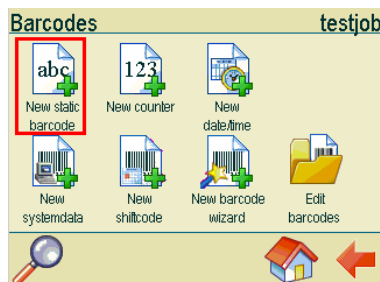 Barcodes testjob
abc 123
New static New counter New
barcode date/time
New New New barcode Edit
systemdata shiftcode wizard barcodes